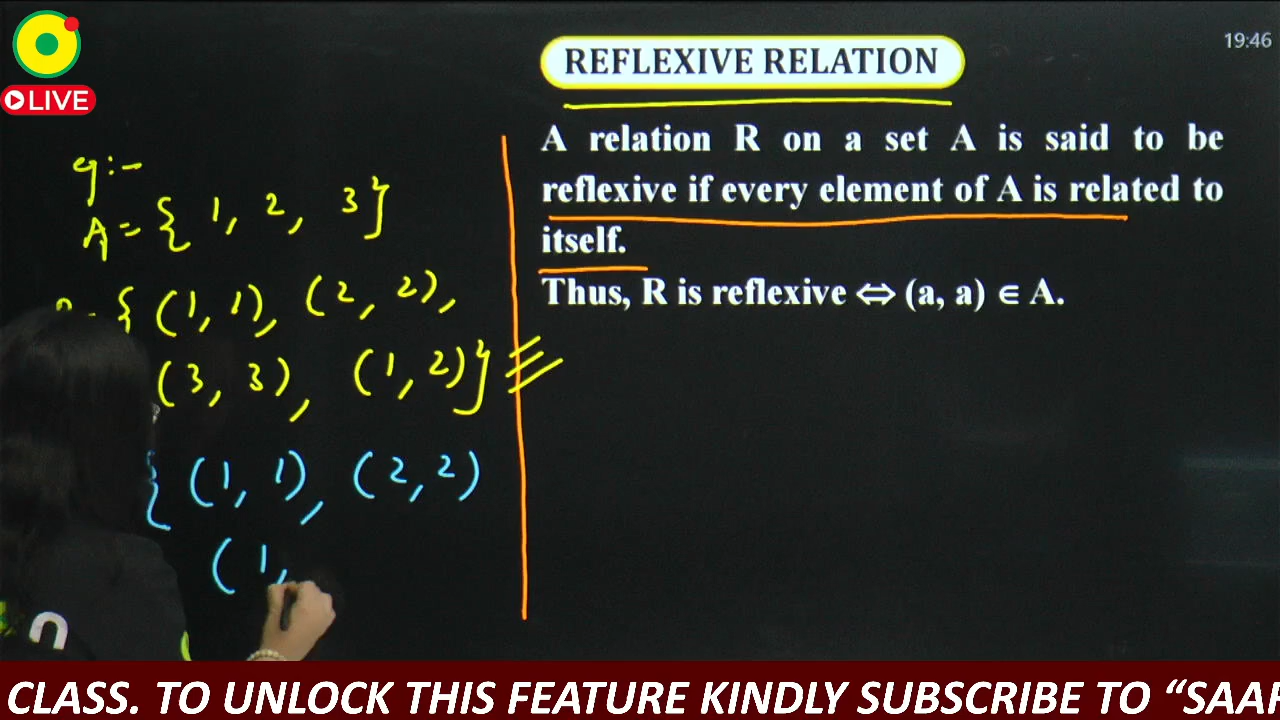 LIVE
19:46
REFLEXIVE RELATION
A relation R on a set A is said to be
reflexive if every element of A is related to
itself.
Thus, R is reflexive ⇔ (a, a) ∈ A.
eg:-
A = { 1, 2, 3}
= { (1, 1), (2, 2),
(3, 3), (1, 2)}
{ (1, 1), (2, 2)
( 1,
n
CLASS. TO UNLOCK THIS FEATURE KINDLY SUBSCRIBE TO “SAAR